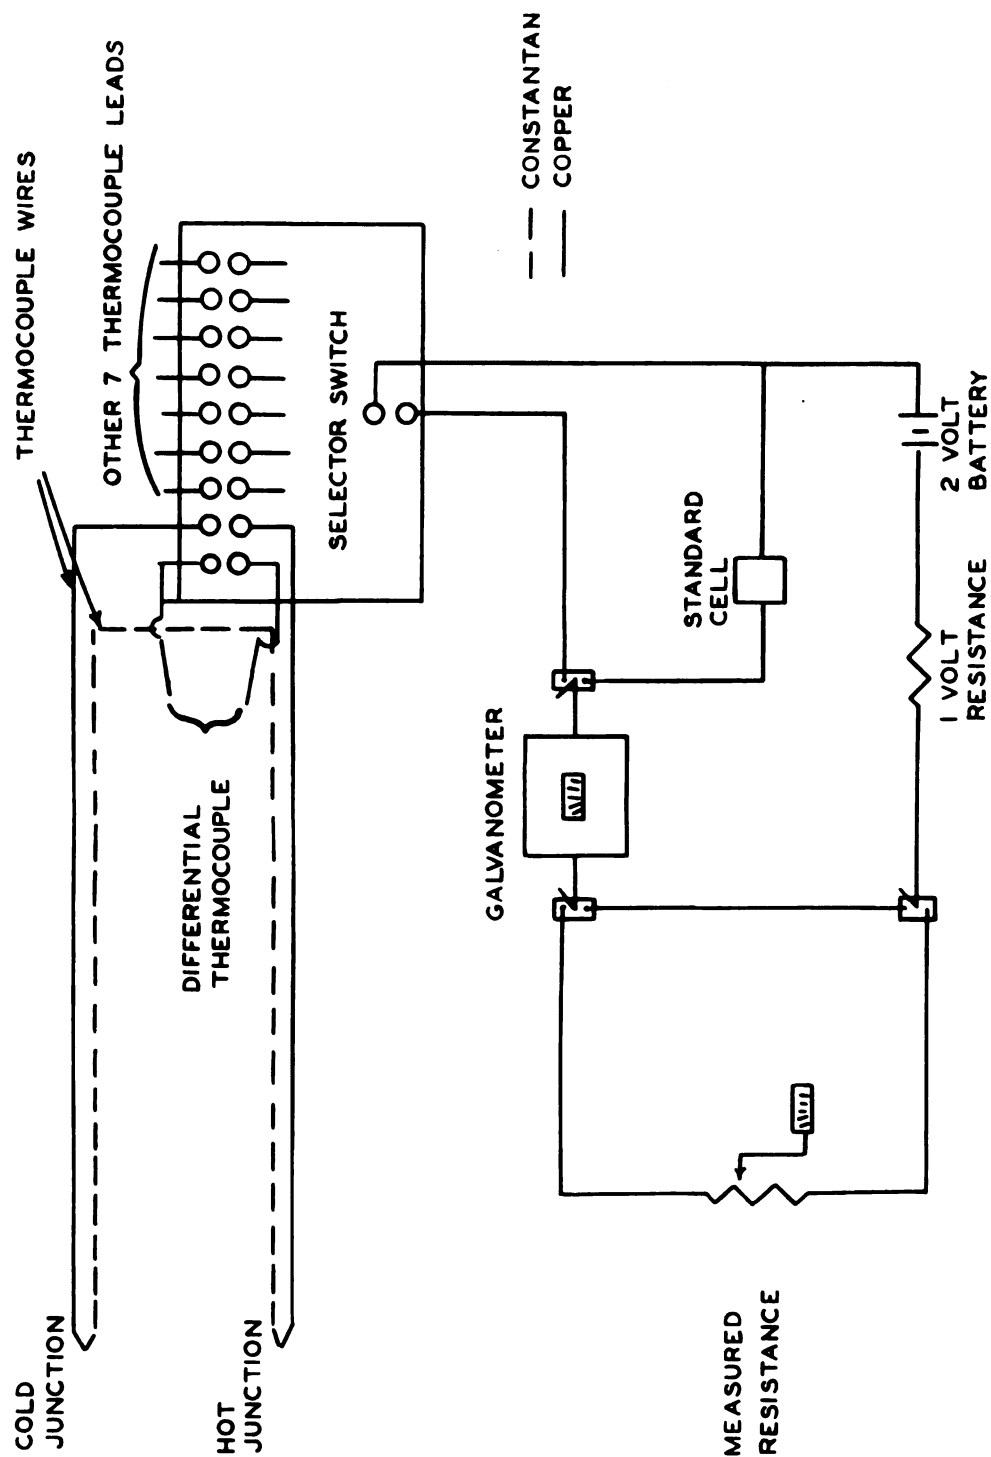 COLD
JUNCTION
THERMOCOUPLE WIRES
OTHER 7 THERMOCOUPLE LEADS
HOT
JUNCTION
DIFFERENTIAL
THERMOCOUPLE
SELECTOR SWITCH
CONSTANTAN
COPPER
GALVANOMETER
STANDARD
CELL
MEASURED
RESISTANCE
1 VOLT
RESISTANCE
2 VOLT
BATTERY